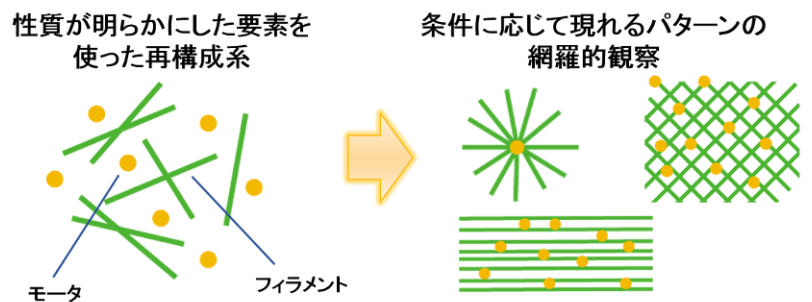 性質が明らかにした要素を
使った再構成系
条件に応じて現れるパターンの
網羅的観察
モータ
フィラメント